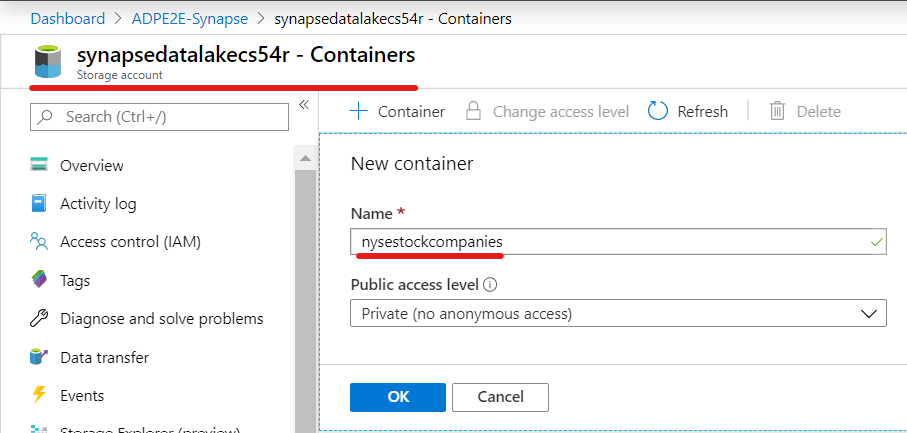 Dashboard > ADPE2E-Synapse > synapsedatalakecs54r - Containers
synapsedatalakecs54r - Containers
Storage account
Search (Ctrl+/)
«
Overview
Activity log
Access control (IAM)
Tags
Diagnose and solve problems
Data transfer
Events
Storage Explorer (preview)
+ Container
Change access level
Refresh
Delete
New container
Name *
nysestockcompanies
Public access level
Private (no anonymous access)
OK
Cancel